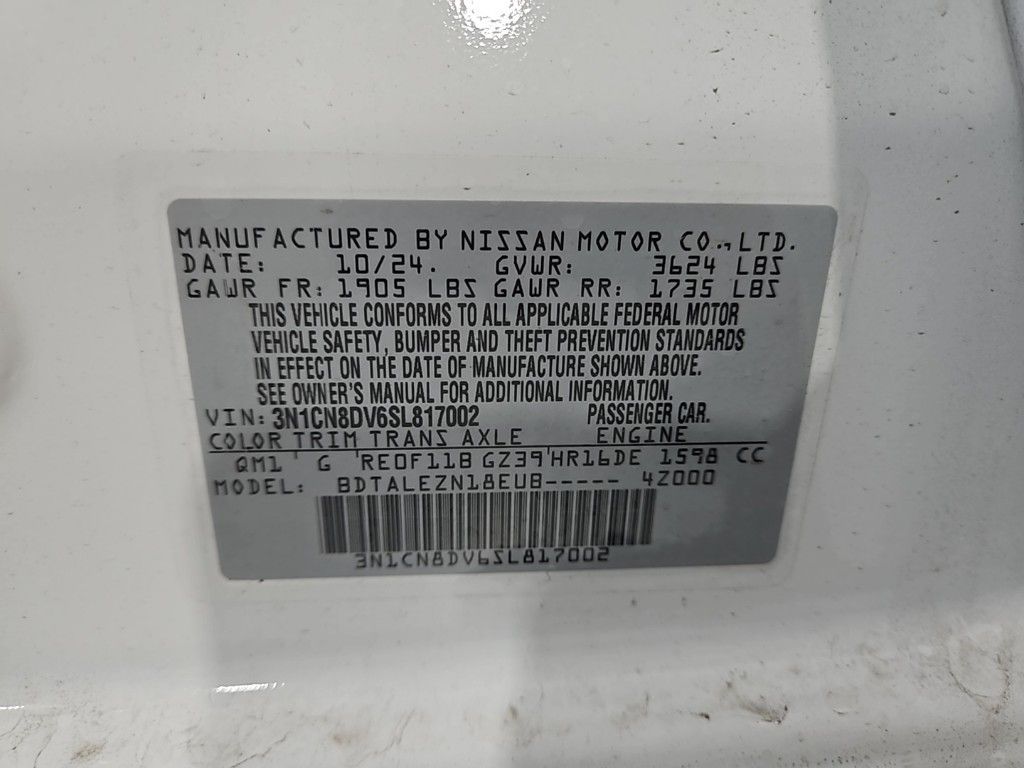 MANUFACTURED BY NISSAN MOTOR CO., LTD.
DATE: 10/24. GVWR: 3624 LBS
GAWR FR: 1905 LBS GAWR RR: 1735 LBS
THIS VEHICLE CONFORMS TO ALL APPLICABLE FEDERAL MOTOR
VEHICLE SAFETY, BUMPER AND THEFT PREVENTION STANDARDS
IN EFFECT ON THE DATE OF MANUFACTURE SHOWN ABOVE.
SEE OWNER'S MANUAL FOR ADDITIONAL INFORMATION.
VIN: 3N1CN8DV6SL817002 PASSENGER CAR.
COLOR TRIM TRANS AXLE ENGINE
QM1 G RE0F11B GZ39 HR16DE 1598 CC
MODEL: BDTALEZN18EUB----- 4Z000
3N1CN8DV6SL817002